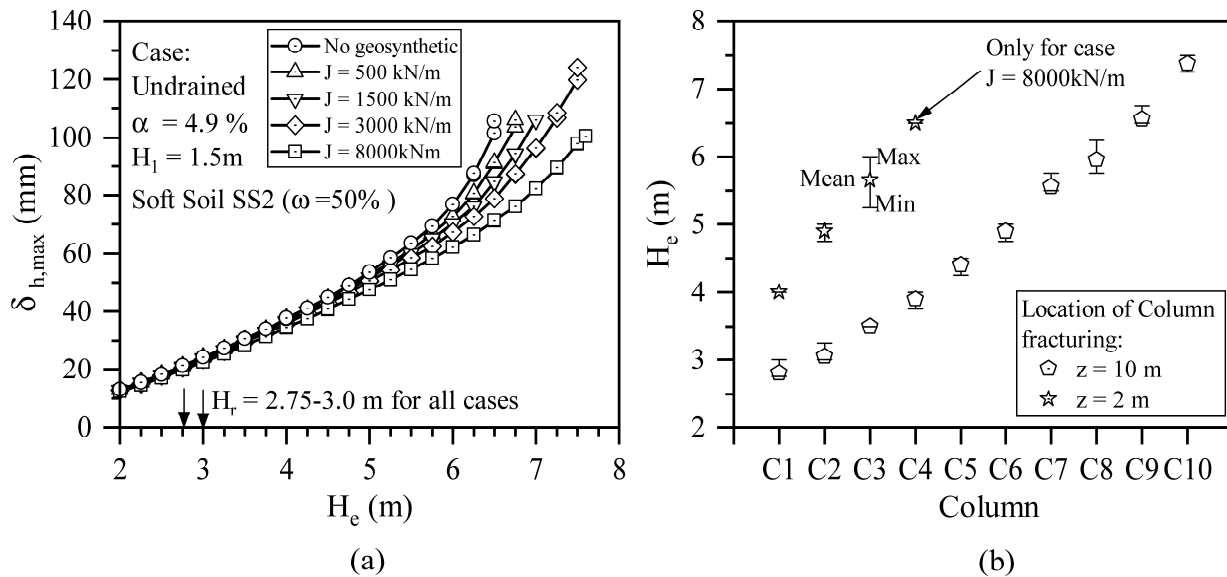 140
120
100
80
60
40
20
0
δh,max (mm)
Case:
Undrained
α = 4.9 %
H1 = 1.5m
Soft Soil SS2 (ω =50% )
No geosynthetic
J = 500 kN/m
J = 1500 kN/m
J = 3000 kN/m
J = 8000kNm
Hr = 2.75-3.0 m for all cases
2 3 4 5 6 7 8
He (m)
(a)
8
7
6
5
4
3
2
He (m)
Only for case
J = 8000kN/m
Max
Mean
Min
Location of Column
fracturing:
z = 10 m
z = 2 m
C1 C2 C3 C4 C5 C6 C7 C8 C9 C10
Column
(b)